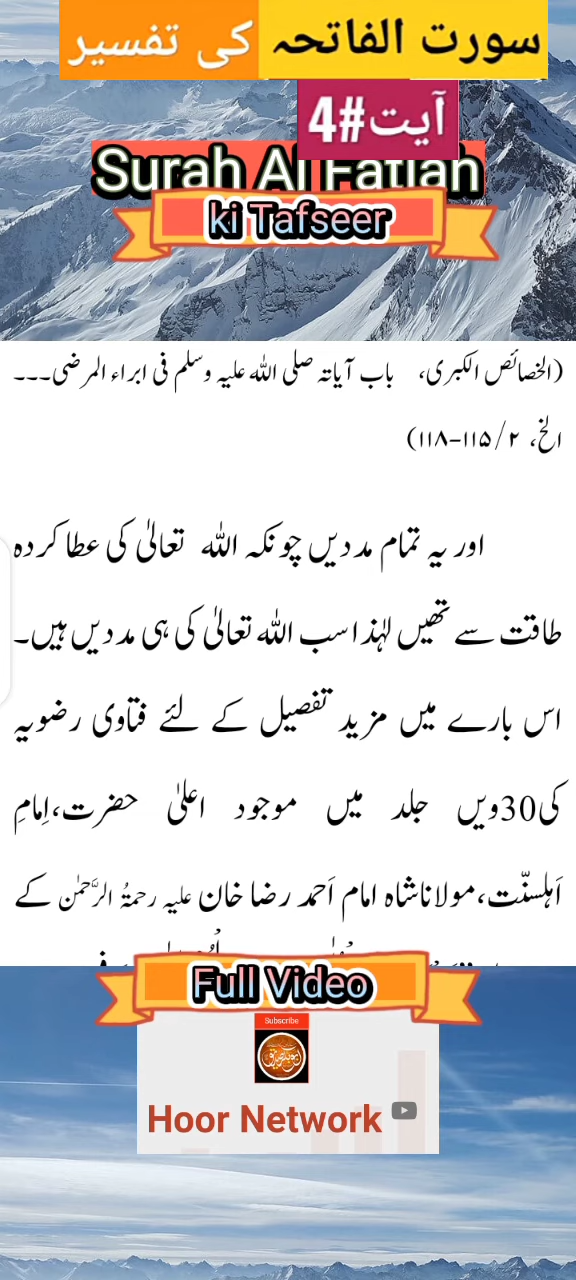 سورت الفاتحہ کی تفسیر
آیت#4
Surah Al Fatiah
ki Tafseer
(الخصائص الکبری، باب آیاتہ صلی اللہ علیہ وسلم فی ابراء المرضی۔۔۔
الخ، ۲/۱۱۵-۱۱۸)
اور یہ تمام مددیں چونکہ اللہ تعالیٰ کی عطا کردہ
طاقت سے تھیں لہٰذا سب اللہ تعالیٰ کی ہی مددیں ہیں۔
اس بارے میں مزید تفصیل کے لئے فتاوی رضویہ
کی30ویں جلد میں موجود اعلیٰ حضرت،اِمامِ
اَہلسنّت،مولاناشاہ امام اَحمد رضا خان علیہ رحمۃُ الرَّحمٰن کے
Full Video
Subscribe
Hoor Network